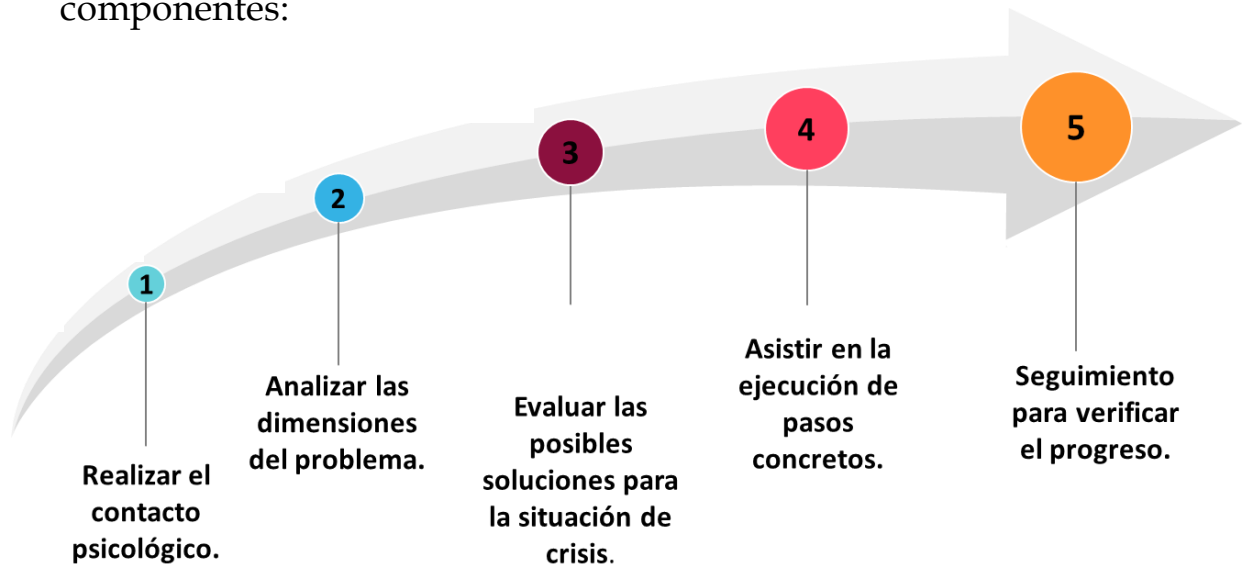 componentes:
1
Realizar el
contacto
psicológico.
2
Analizar las
dimensiones
del problema.
3
Evaluar las
posibles
soluciones para
la situación de
crisis.
4
Asistir en la
ejecución de
pasos
concretos.
5
Seguimiento
para verificar
el progreso.